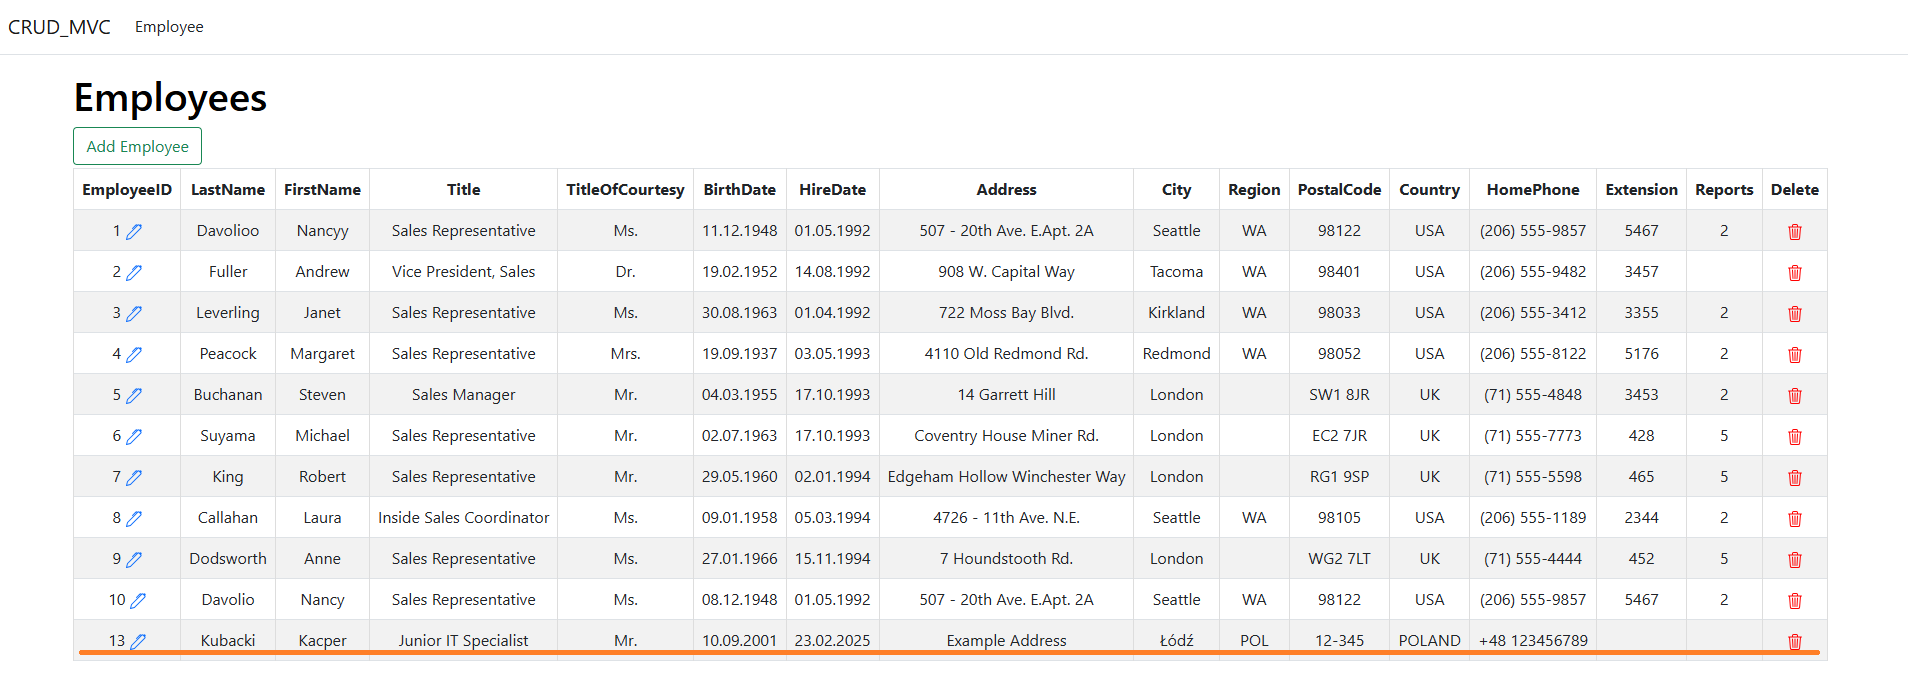 CRUD_MVC Employee
Employees
Add Employee
EmployeeID LastName FirstName Title TitleOfCourtesy BirthDate HireDate Address City Region PostalCode Country HomePhone Extension Reports Delete
1 Davolioo Nancyy Sales Representative Ms. 11.12.1948 01.05.1992 507 - 20th Ave. E.Apt. 2A Seattle WA 98122 USA (206) 555-9857 5467 2
2 Fuller Andrew Vice President, Sales Dr. 19.02.1952 14.08.1992 908 W. Capital Way Tacoma WA 98401 USA (206) 555-9482 3457
3 Leverling Janet Sales Representative Ms. 30.08.1963 01.04.1992 722 Moss Bay Blvd. Kirkland WA 98033 USA (206) 555-3412 3355 2
4 Peacock Margaret Sales Representative Mrs. 19.09.1937 03.05.1993 4110 Old Redmond Rd. Redmond WA 98052 USA (206) 555-8122 5176 2
5 Buchanan Steven Sales Manager Mr. 04.03.1955 17.10.1993 14 Garrett Hill London SW1 8JR UK (71) 555-4848 3453 2
6 Suyama Michael Sales Representative Mr. 02.07.1963 17.10.1993 Coventry House Miner Rd. London EC2 7JR UK (71) 555-7773 428 5
7 King Robert Sales Representative Mr. 29.05.1960 02.01.1994 Edgeham Hollow Winchester Way London RG1 9SP UK (71) 555-5598 465 5
8 Callahan Laura Inside Sales Coordinator Ms. 09.01.1958 05.03.1994 4726 - 11th Ave. N.E. Seattle WA 98105 USA (206) 555-1189 2344 2
9 Dodsworth Anne Sales Representative Ms. 27.01.1966 15.11.1994 7 Houndstooth Rd. London WG2 7LT UK (71) 555-4444 452 5
10 Davolio Nancy Sales Representative Ms. 08.12.1948 01.05.1992 507 - 20th Ave. E.Apt. 2A Seattle WA 98122 USA (206) 555-9857 5467 2
13 Kubacki Kacper Junior IT Specialist Mr. 10.09.2001 23.02.2025 Example Address Łódź POL 12-345 POLAND +48 123456789